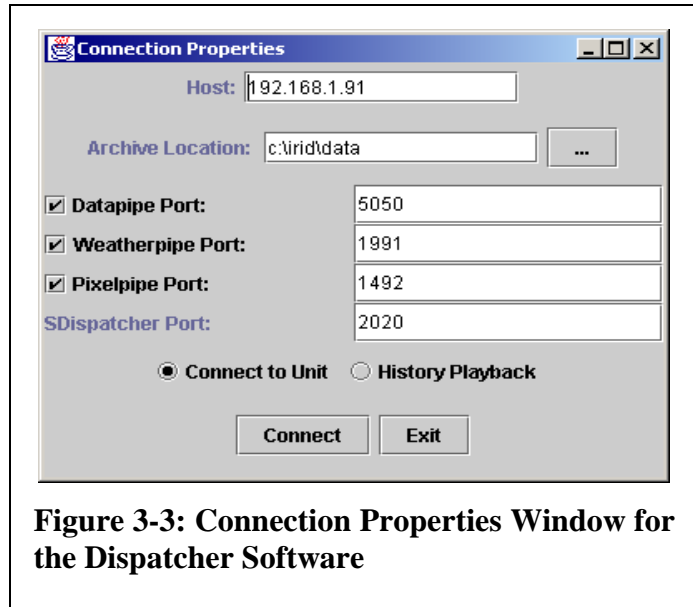 Connection Properties
Host: 192.168.1.91
Archive Location: c:\irid\data ...
Datapipe Port: 5050
Weatherpipe Port: 1991
Pixelpipe Port: 1492
SDispatcher Port: 2020
Connect to Unit History Playback
Connect Exit
Figure 3-3: Connection Properties Window for
the Dispatcher Software